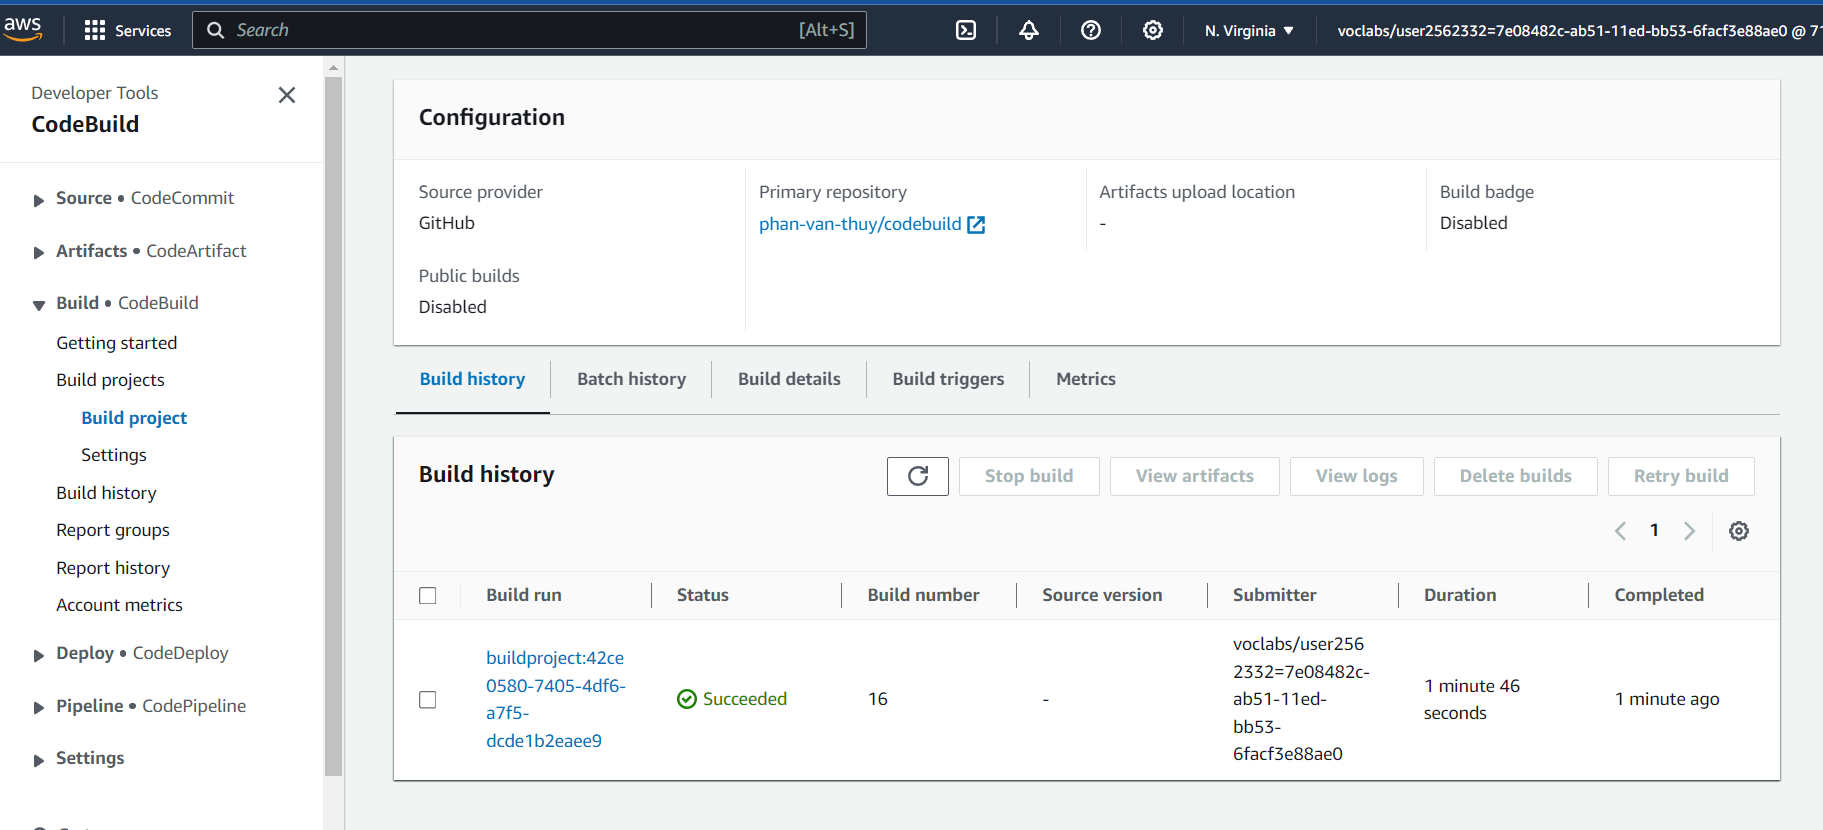 aws
Services
Search
[Alt+S]
N. Virginia
voclabs/user2562332=7e08482c-ab51-11ed-bb53-6facf3e88ae0 @
Developer Tools
CodeBuild
Source • CodeCommit
Artifacts • CodeArtifact
Build • CodeBuild
Getting started
Build projects
Build project
Settings
Build history
Report groups
Report history
Account metrics
Deploy • CodeDeploy
Pipeline • CodePipeline
Settings
Configuration
Source provider
GitHub
Primary repository
phan-van-thuy/codebuild
Artifacts upload location
-
Build badge
Disabled
Public builds
Disabled
Build history
Batch history
Build details
Build triggers
Metrics
Build history
Stop build
View artifacts
View logs
Delete builds
Retry build
1
Build run
Status
Build number
Source version
Submitter
Duration
Completed
buildproject:42ce
0580-7405-4df6-
a7f5-
dcde1b2eaee9
Succeeded
16
-
voclabs/user256
2332=7e08482c-
ab51-11ed-
bb53-
6facf3e88ae0
1 minute 46
seconds
1 minute ago